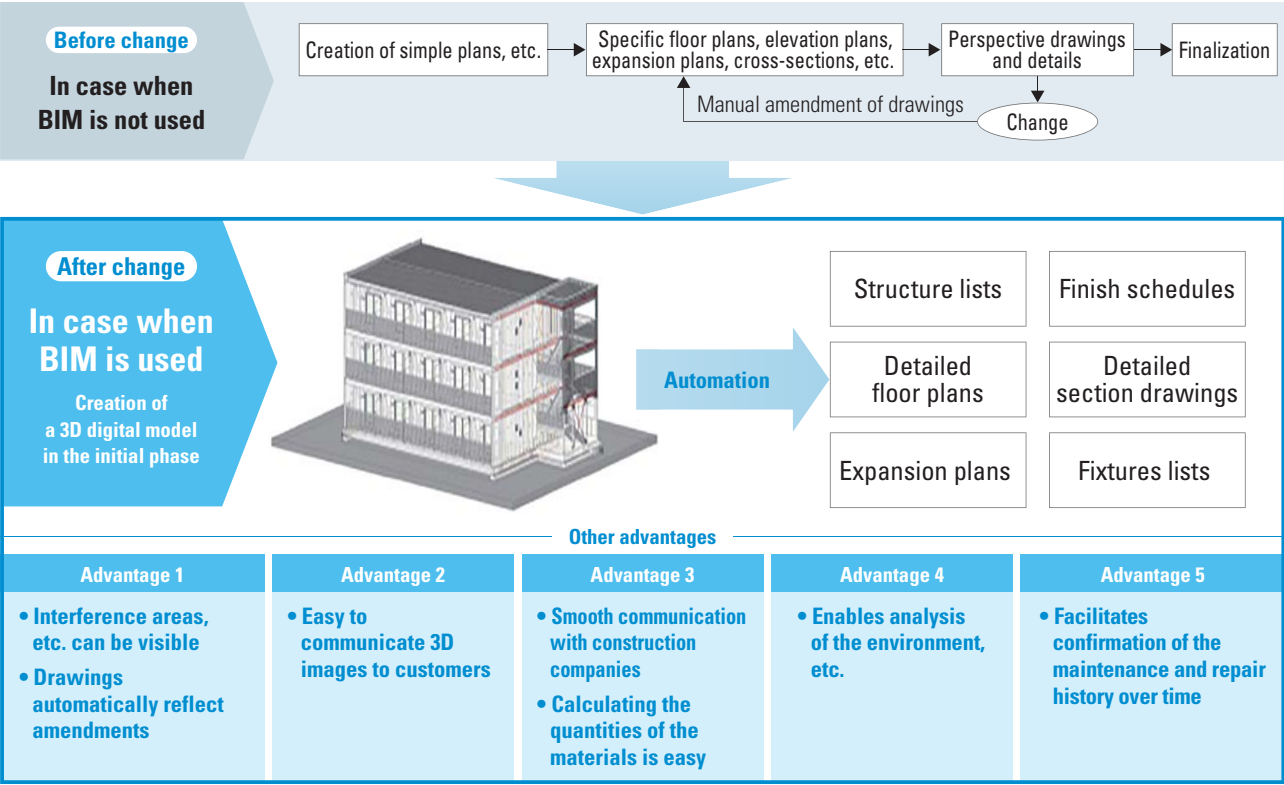 Before change
In case when
BIM is not used
Creation of simple plans, etc.
Specific floor plans, elevation plans,
expansion plans, cross-sections, etc.
Perspective drawings
and details
Finalization
Manual amendment of drawings
Change
After change
In case when
BIM is used
Creation of
a 3D digital model
in the initial phase
Automation
Structure lists
Finish schedules
Detailed
floor plans
Detailed
section drawings
Expansion plans
Fixtures lists
Other advantages
Advantage 1
• Interference areas,
etc. can be visible
• Drawings
automatically reflect
amendments
Advantage 2
• Easy to
communicate 3D
images to customers
Advantage 3
• Smooth communication
with construction
companies
• Calculating the
quantities of the
materials is easy
Advantage 4
• Enables analysis
of the environment,
etc.
Advantage 5
• Facilitates
confirmation of the
maintenance and repair
history over time